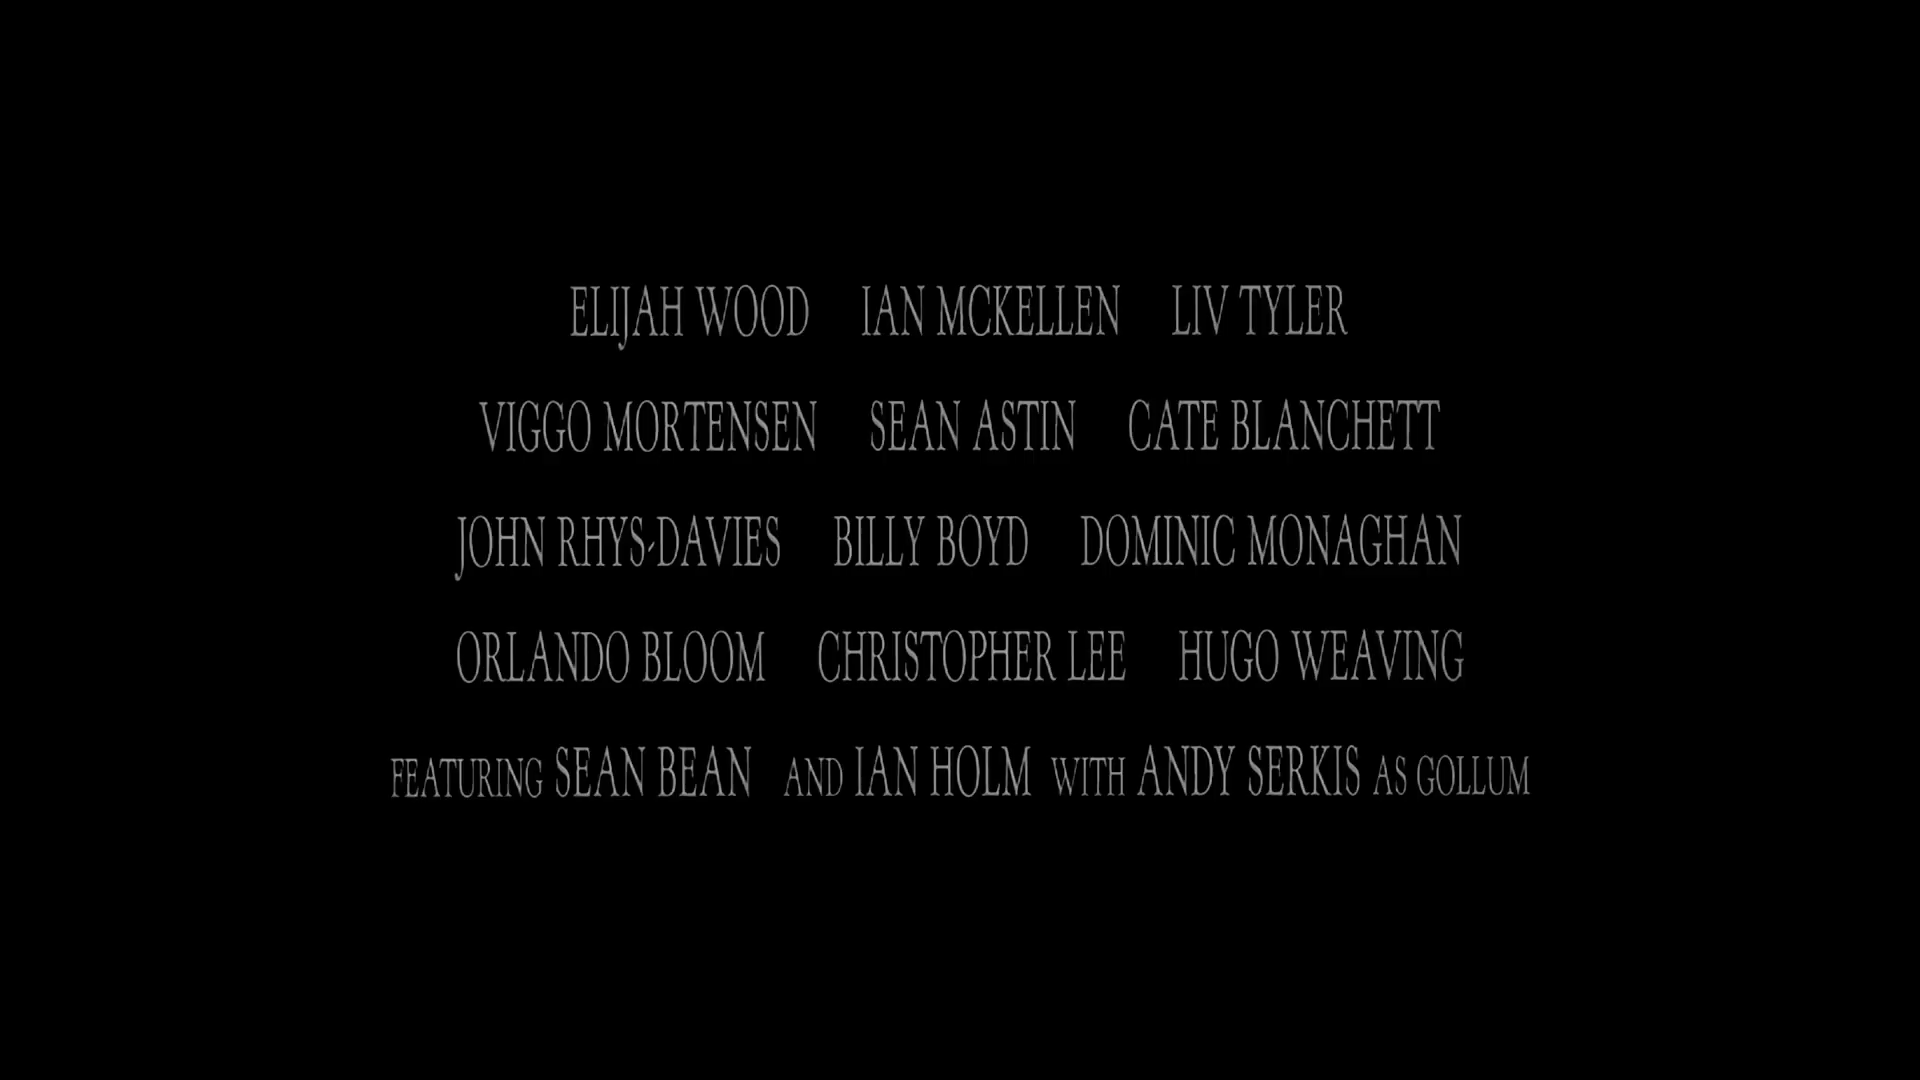 ELIJAH WOOD IAN MCKELLEN LIV TYLER
VIGGO MORTENSEN SEAN ASTIN CATE BLANCHETT
JOHN RHYS-DAVIES BILLY BOYD DOMINIC MONAGHAN
ORLANDO BLOOM CHRISTOPHER LEE HUGO WEAVING
FEATURING SEAN BEAN AND IAN HOLM WITH ANDY SERKIS AS GOLLUM